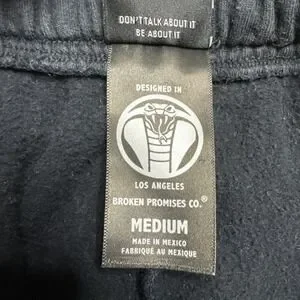 DON'T TALK ABOUT IT
BE ABOUT IT
DESIGNED IN
LOS ANGELES
BROKEN PROMISES CO.®
MEDIUM
MADE IN MEXICO
FABRIQUÉ AU MEXIQUE